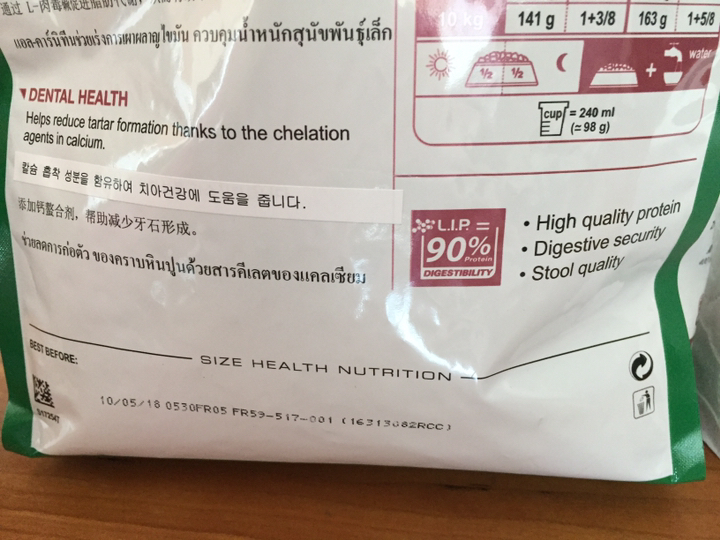 แอล-คาร์นิทีนช่วยเร่งการเผาผลาญไขมัน ควบคุมน้ำหนักสุนัขพันธุ์เล็ก
DENTAL HEALTH
Helps reduce tartar formation thanks to the chelation
agents in calcium.
칼슘 흡착 성분을 함유하여 치아건강에 도움을 줍니다.
添加钙螯合剂，帮助减少牙石形成。
ช่วยลดการก่อตัว ของคราบหินปูนด้วยสารคีเลตของแคลเซียม
10 kg 141 g 1+3/8 163 g 1+5/8
½ ½ + water
cup = 240 ml
(≃ 98 g)
L.I.P. =
90% Protein
DIGESTIBILITY
• High quality protein
• Digestive security
• Stool quality
BEST BEFORE:
SIZE HEALTH NUTRITION
10/05/18 0530FR05 FR59-517-001 (16313082RCC)